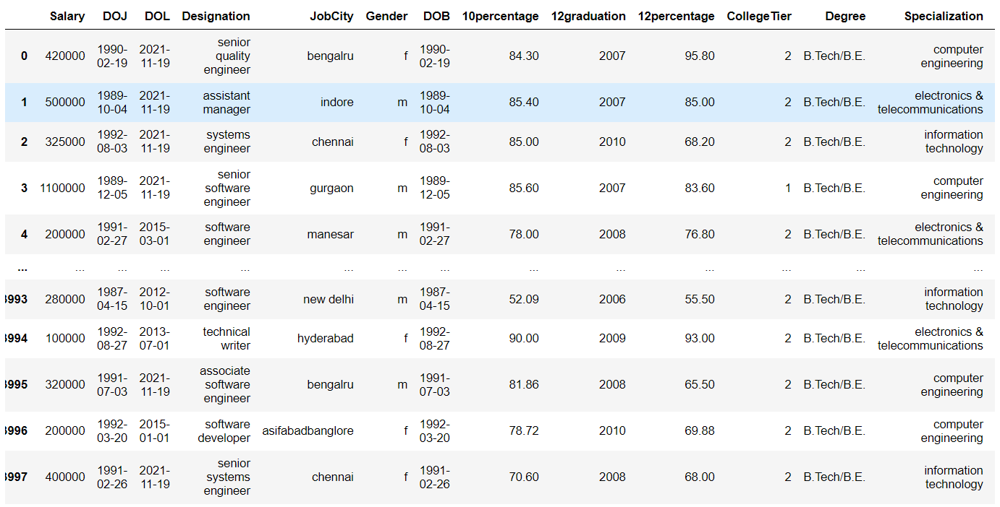 Salary DOJ DOL Designation JobCity Gender DOB 10percentage 12graduation 12percentage CollegeTier Degree Specialization
0 420000 1990-02-19 2021-11-19 senior quality engineer bengalru f 1990-02-19 84.30 2007 95.80 2 B.Tech/B.E. computer engineering
1 500000 1989-10-04 2021-11-19 assistant manager indore m 1989-10-04 85.40 2007 85.00 2 B.Tech/B.E. electronics & telecommunications
2 325000 1992-08-03 2021-11-19 systems engineer chennai f 1992-08-03 85.00 2010 68.20 2 B.Tech/B.E. information technology
3 1100000 1989-12-05 2021-11-19 senior software engineer gurgaon m 1989-12-05 85.60 2007 83.60 1 B.Tech/B.E. computer engineering
4 200000 1991-02-27 2015-03-01 software engineer manesar m 1991-02-27 78.00 2008 76.80 2 B.Tech/B.E. electronics & telecommunications
... ... ... ... ... ... ... ... ... ... ... ... ... ...
3993 280000 1987-04-15 2012-10-01 software engineer new delhi m 1987-04-15 52.09 2006 55.50 2 B.Tech/B.E. information technology
3994 100000 1992-08-27 2013-07-01 technical writer hyderabad f 1992-08-27 90.00 2009 93.00 2 B.Tech/B.E. electronics & telecommunications
3995 320000 1991-07-03 2021-11-19 associate software engineer bengalru m 1991-07-03 81.86 2008 65.50 2 B.Tech/B.E. computer engineering
3996 200000 1992-03-20 2015-01-01 software developer asifabadbanglore f 1992-03-20 78.72 2010 69.88 2 B.Tech/B.E. computer engineering
3997 400000 1991-02-26 2021-11-19 senior systems engineer chennai f 1991-02-26 70.60 2008 68.00 2 B.Tech/B.E. information technology